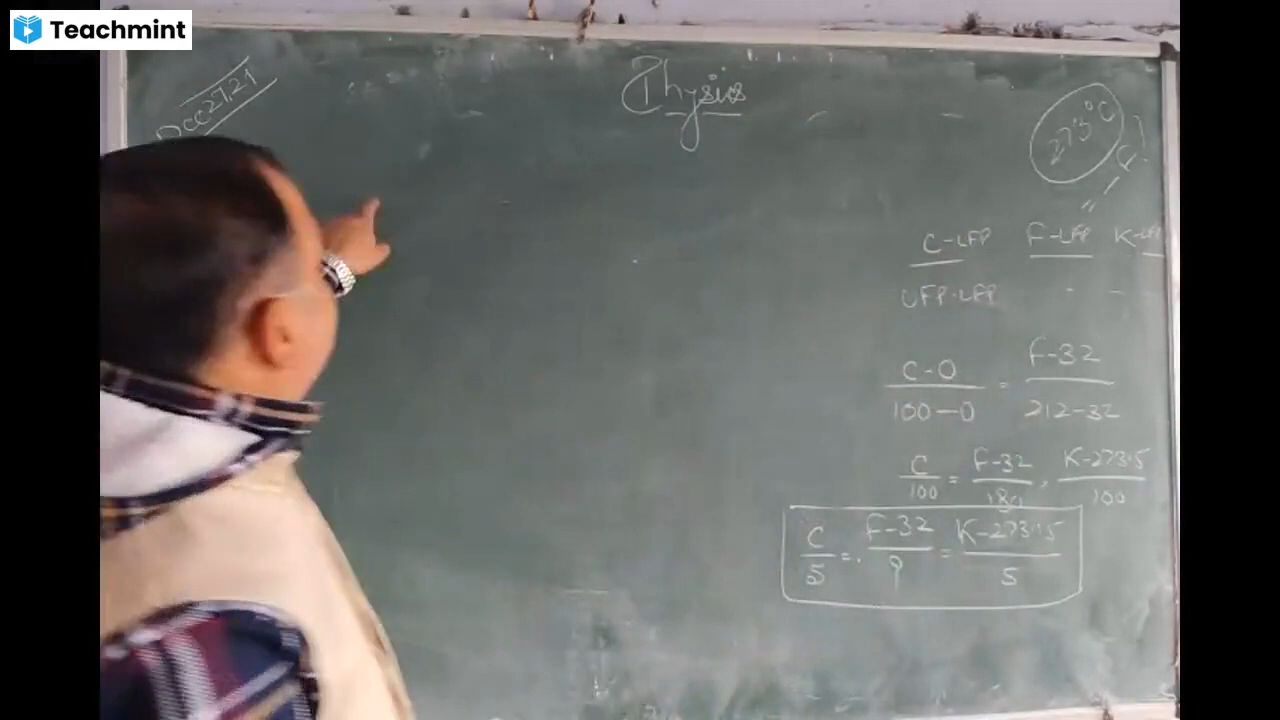 Teachmint
Dec 27, 21
Physics
273°C
C-LFP F-LFP K-LFP
UFP-LFP - -
C-0 / 100-0 = F-32 / 212-32
C / 100 = F-32 / 180, K-273.5 / 100
C / 5 = F-32 / 9 = K-273.15 / 5